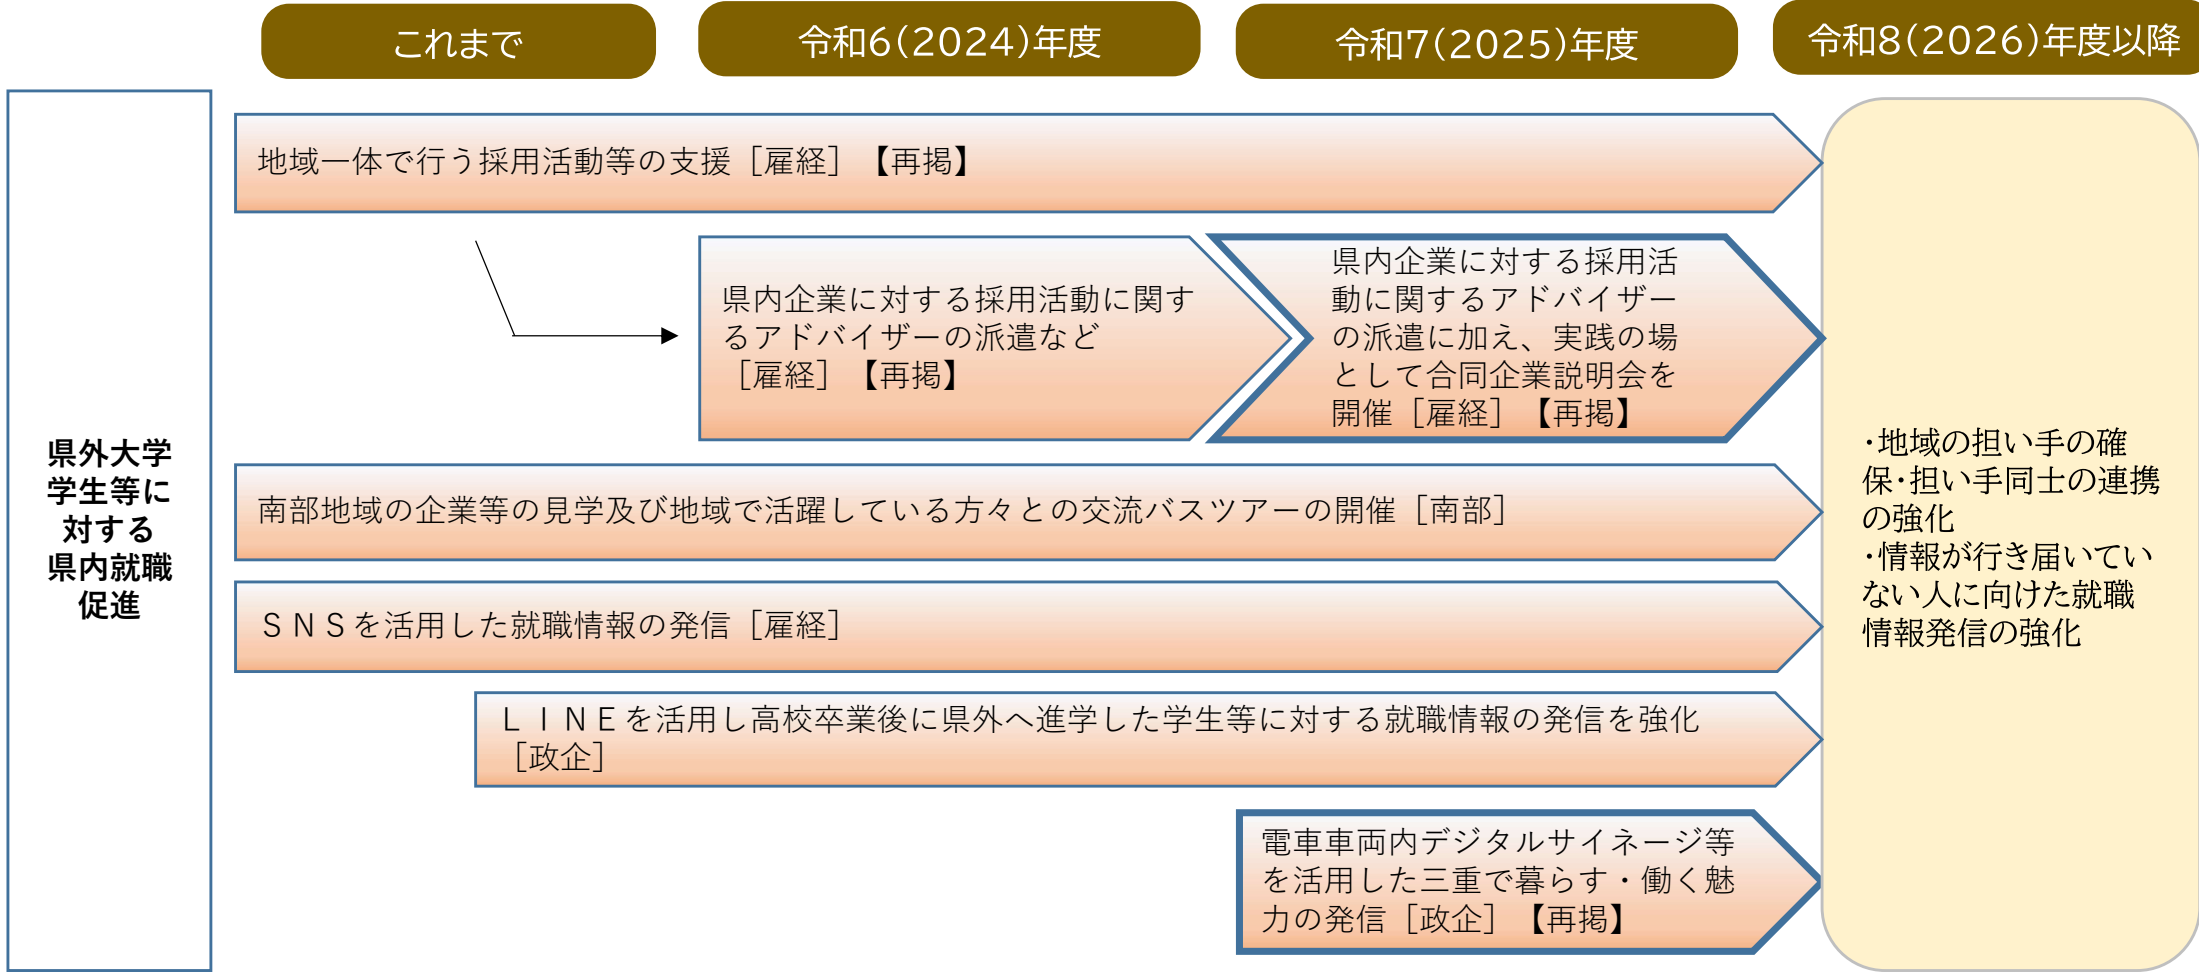 これまで
令和6(2024)年度
令和7(2025)年度
令和8(2026)年度以降
県外大学
学生等に
対する
県内就職
促進
地域一体で行う採用活動等の支援［雇経］【再掲】
県内企業に対する採用活動に関す
るアドバイザーの派遣など
［雇経］【再掲】
県内企業に対する採用活
動に関するアドバイザー
の派遣に加え、実践の場
として合同企業説明会を
開催［雇経］【再掲】
南部地域の企業等の見学及び地域で活躍している方々との交流バスツアーの開催［南部］
ＳＮＳを活用した就職情報の発信［雇経］
ＬＩＮＥを活用し高校卒業後に県外へ進学した学生等に対する就職情報の発信を強化
［政企］
電車車両内デジタルサイネージ等
を活用した三重で暮らす・働く魅
力の発信［政企］【再掲】
・地域の担い手の確
保・担い手同士の連携
の強化
・情報が行き届いてい
ない人に向けた就職
情報発信の強化